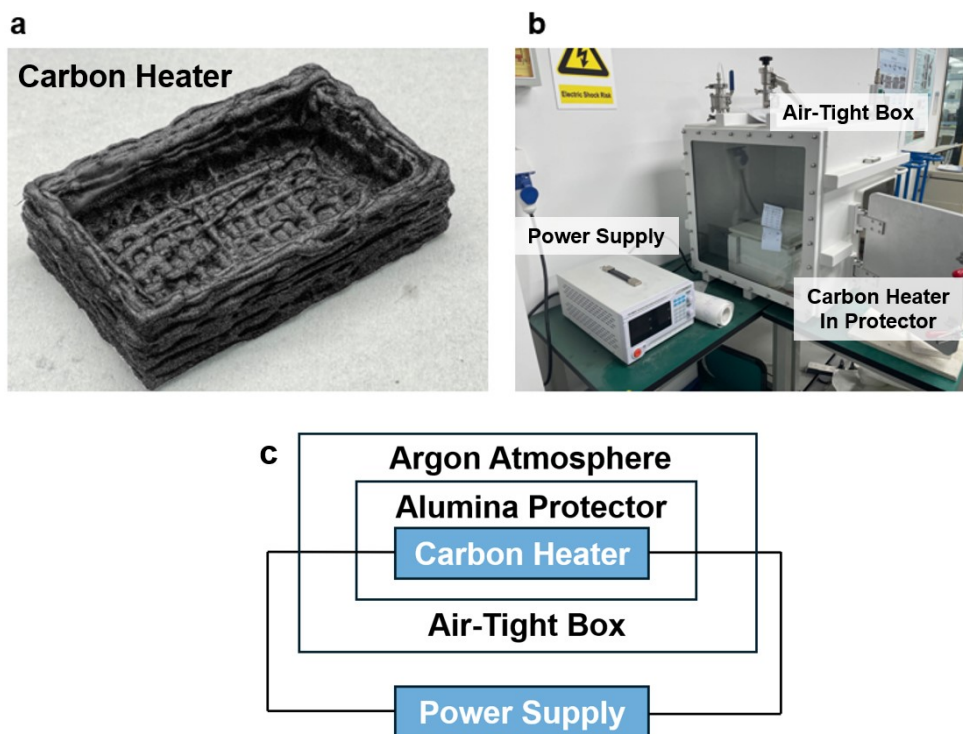 a
Carbon Heater
b
Electric Shock Risk
Air-Tight Box
Power Supply
Carbon Heater
In Protector
c
Argon Atmosphere
Alumina Protector
Carbon Heater
Air-Tight Box
Power Supply